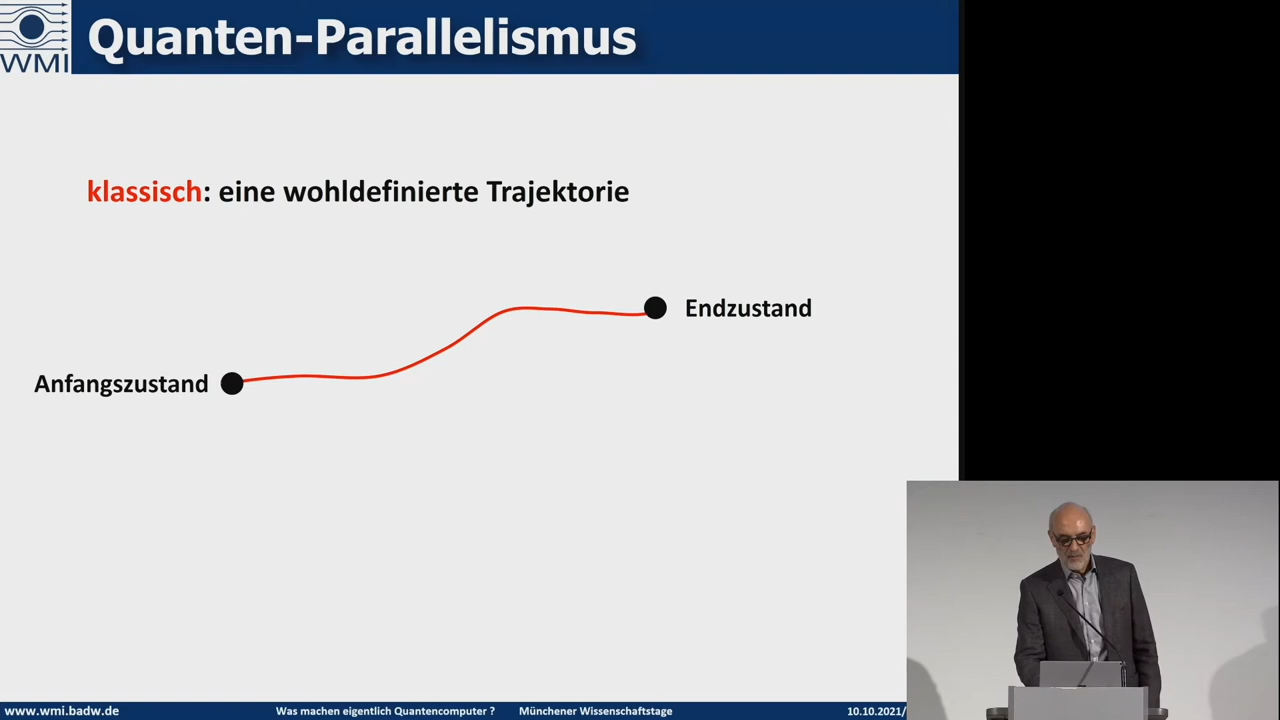 WMI
Quanten-Parallelismus
klassisch: eine wohldefinierte Trajektorie
Endzustand
Anfangszustand
www.wmi.badw.de
Was machen eigentlich Quantencomputer ? Münchener Wissenschaftstage
10.10.2021/